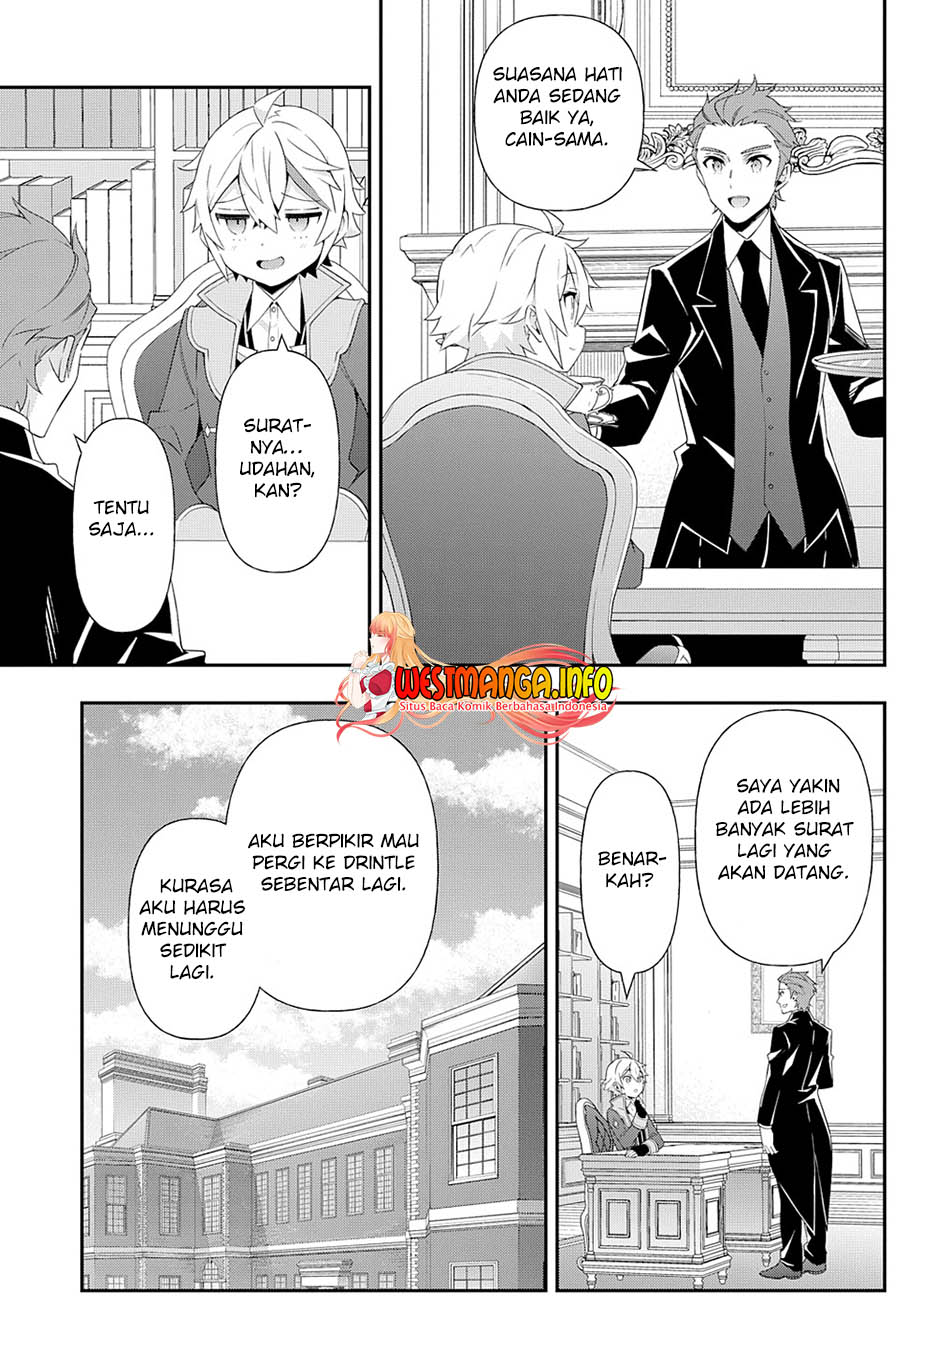 SUASANA HATI
ANDA SEDANG
BAIK YA,
CAIN-SAMA.
SURAT-
NYA...
UDAHAN,
KAN?
TENTU
SAJA...
WESTMANGA.INFO
Situs Baca Komik Berbahasa Indonesia
SAYA YAKIN
ADA LEBIH
BANYAK SURAT
LAGI YANG
AKAN DATANG.
BENAR-
KAH?
AKU BERPIKIR MAU
PERGI KE DRINTLE
SEBENTAR LAGI.
KURASA
AKU HARUS
MENUNGGU
SEDIKIT
LAGI.